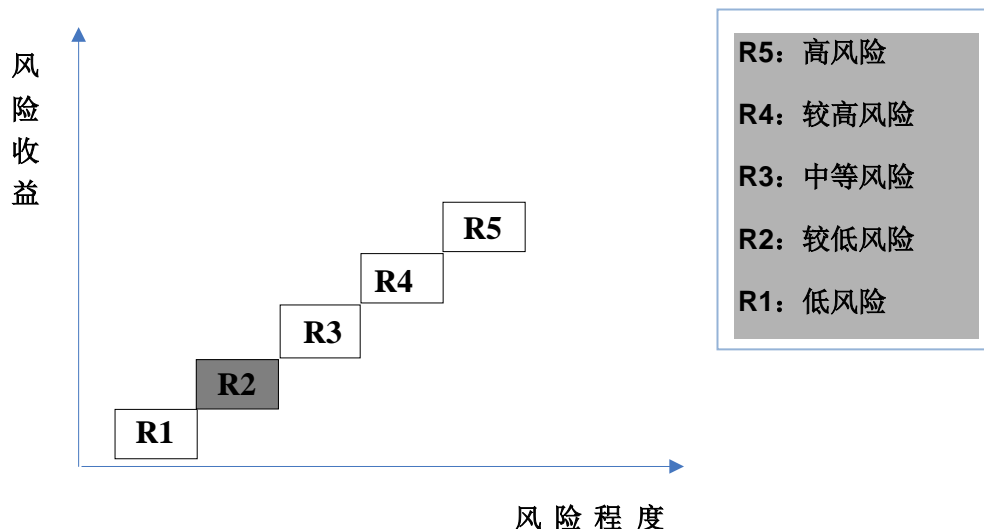 风
险
收
益
R5
R4
R3
R2
R1
风 险 程 度
R5：高风险
R4：较高风险
R3：中等风险
R2：较低风险
R1：低风险